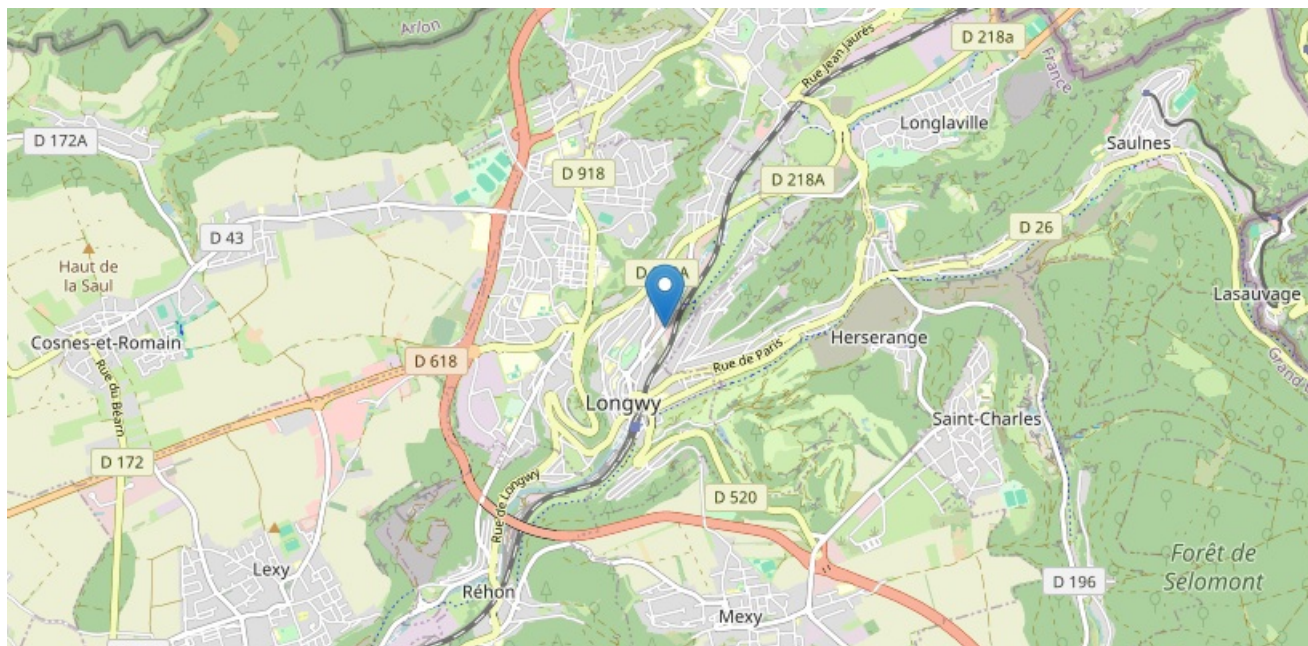 Arlon
Rue Jean Jaurès
D 218a
France
D 172A
Longlaville
Saulnes
D 918
D 218A
D 43
D 26
Haut de
la Saul
Lasauvage
Cosnes-et-Romain
Herserange
D 618
Rue de Paris
Rue du Béarn
Longwy
Saint-Charles
D 172
Rue de Longwy
D 520
Forêt de
Sélomont
Lexy
D 196
Réhon
Mexy